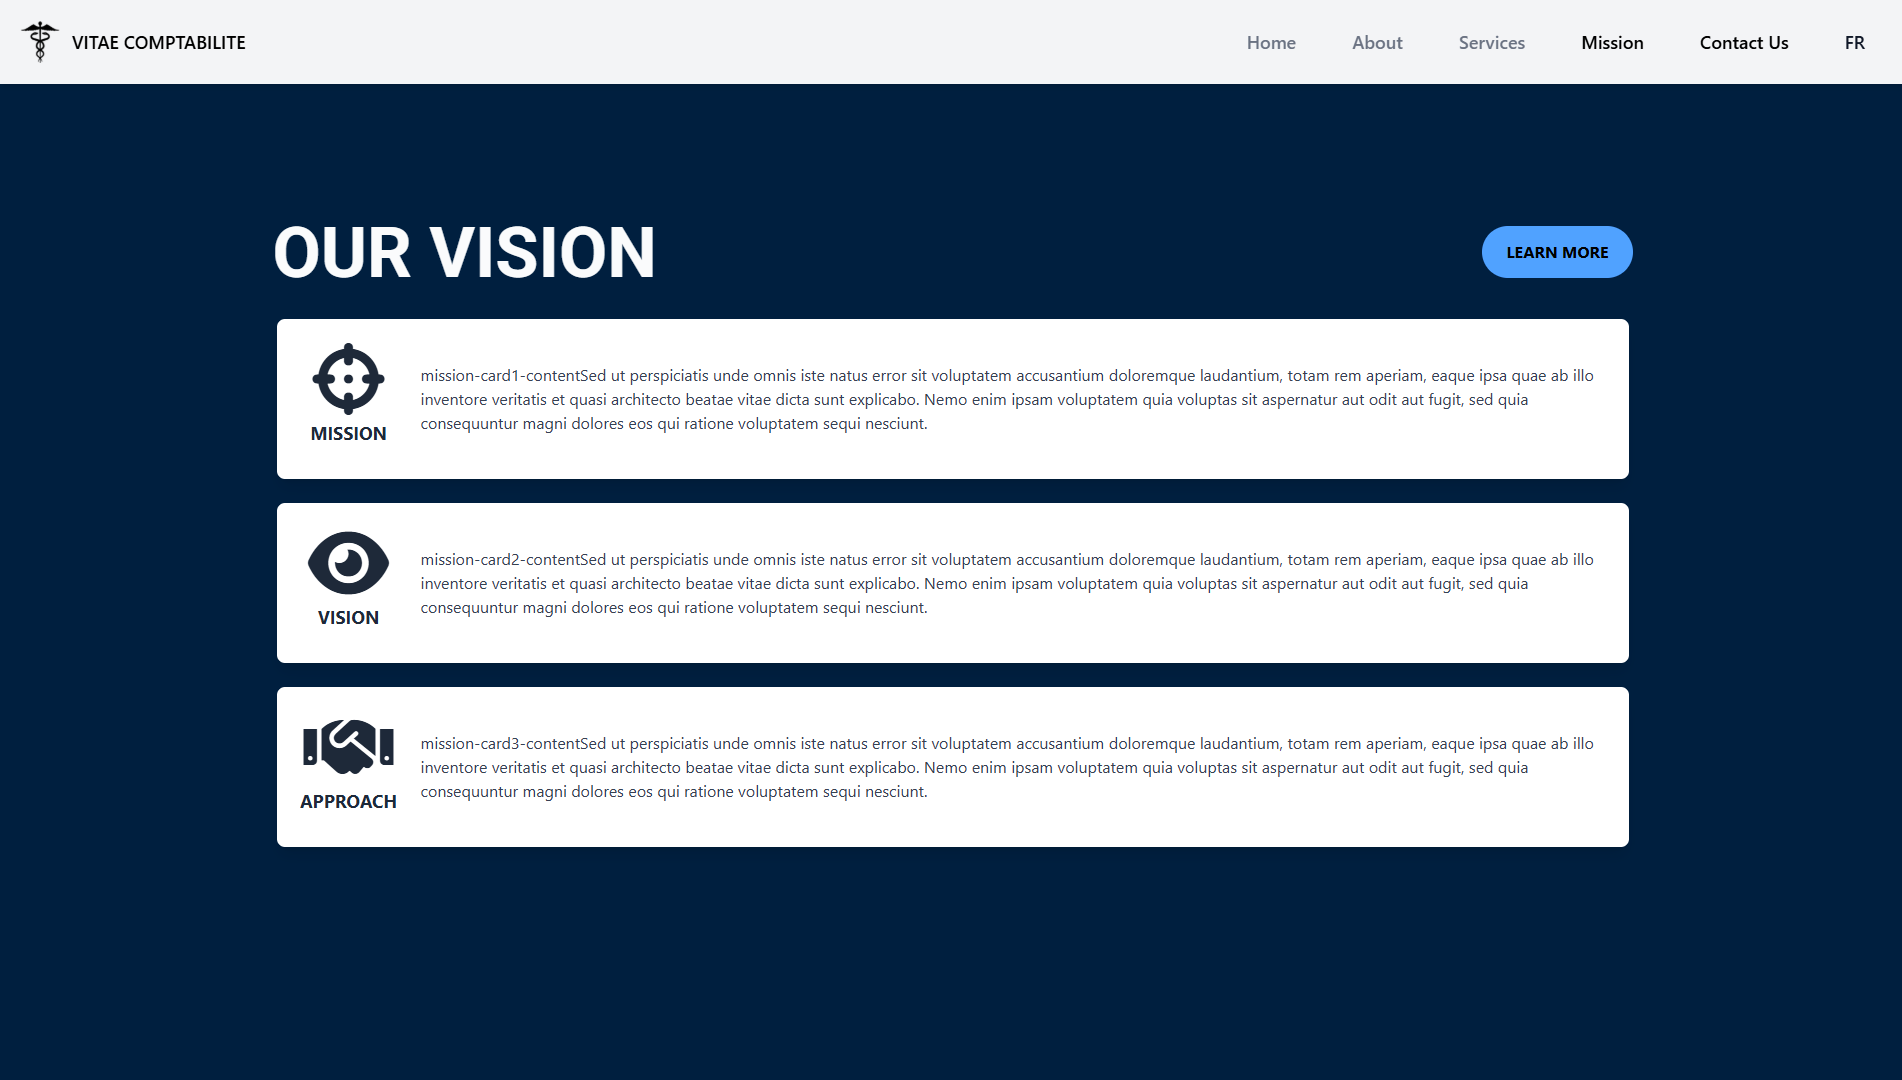 VITAE COMPTABILITE
Home
About
Services
Mission
Contact Us
FR
OUR VISION
LEARN MORE
MISSION
mission-card1-contentSed ut perspiciatis unde omnis iste natus error sit voluptatem accusantium doloremque laudantium, totam rem aperiam, eaque ipsa quae ab illo
inventore veritatis et quasi architecto beatae vitae dicta sunt explicabo. Nemo enim ipsam voluptatem quia voluptas sit aspernatur aut odit aut fugit, sed quia
consequuntur magni dolores eos qui ratione voluptatem sequi nesciunt.
VISION
mission-card2-contentSed ut perspiciatis unde omnis iste natus error sit voluptatem accusantium doloremque laudantium, totam rem aperiam, eaque ipsa quae ab illo
inventore veritatis et quasi architecto beatae vitae dicta sunt explicabo. Nemo enim ipsam voluptatem quia voluptas sit aspernatur aut odit aut fugit, sed quia
consequuntur magni dolores eos qui ratione voluptatem sequi nesciunt.
APPROACH
mission-card3-contentSed ut perspiciatis unde omnis iste natus error sit voluptatem accusantium doloremque laudantium, totam rem aperiam, eaque ipsa quae ab illo
inventore veritatis et quasi architecto beatae vitae dicta sunt explicabo. Nemo enim ipsam voluptatem quia voluptas sit aspernatur aut odit aut fugit, sed quia
consequuntur magni dolores eos qui ratione voluptatem sequi nesciunt.